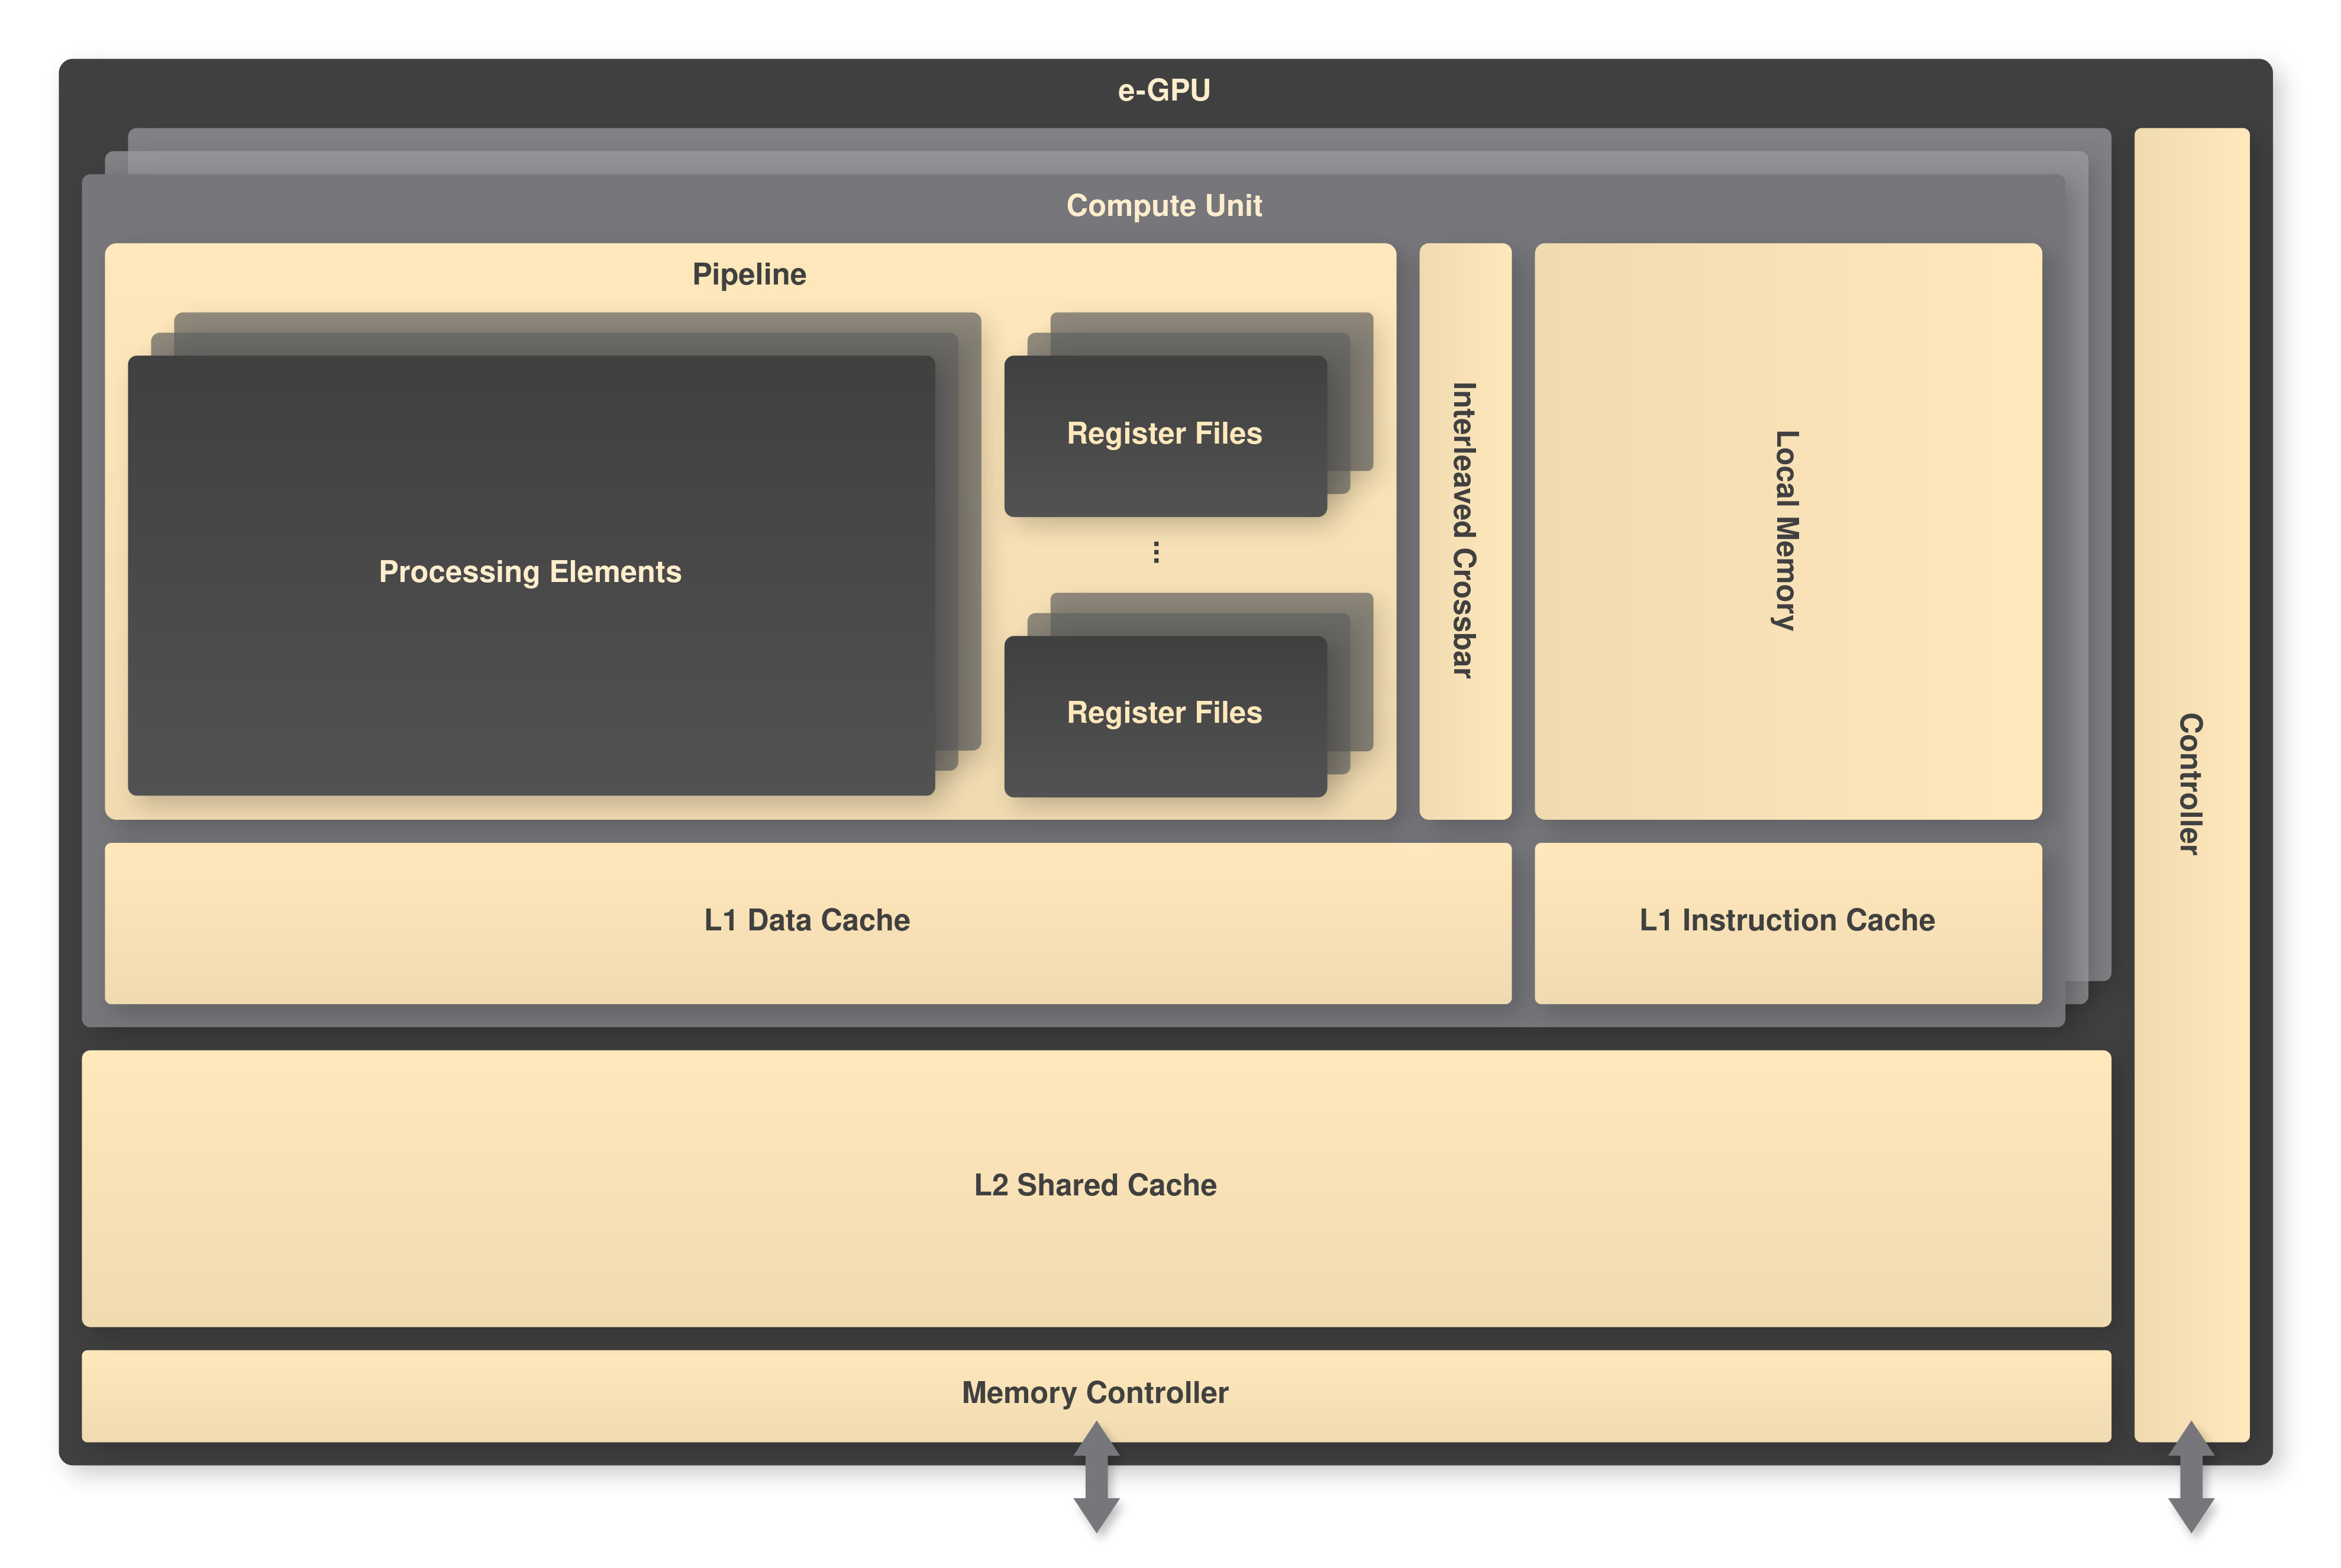 e-GPU
Compute Unit
Pipeline
Processing Elements
Register Files
...
Register Files
Interleaved Crossbar
Local Memory
L1 Data Cache
L1 Instruction Cache
Controller
L2 Shared Cache
Memory Controller